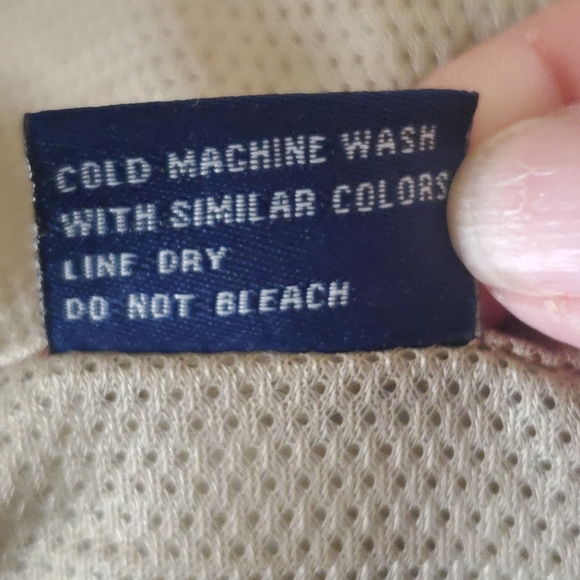 COLD MACHINE WASH
WITH SIMILAR COLORS
LINE DRY
DO NOT BLEACH